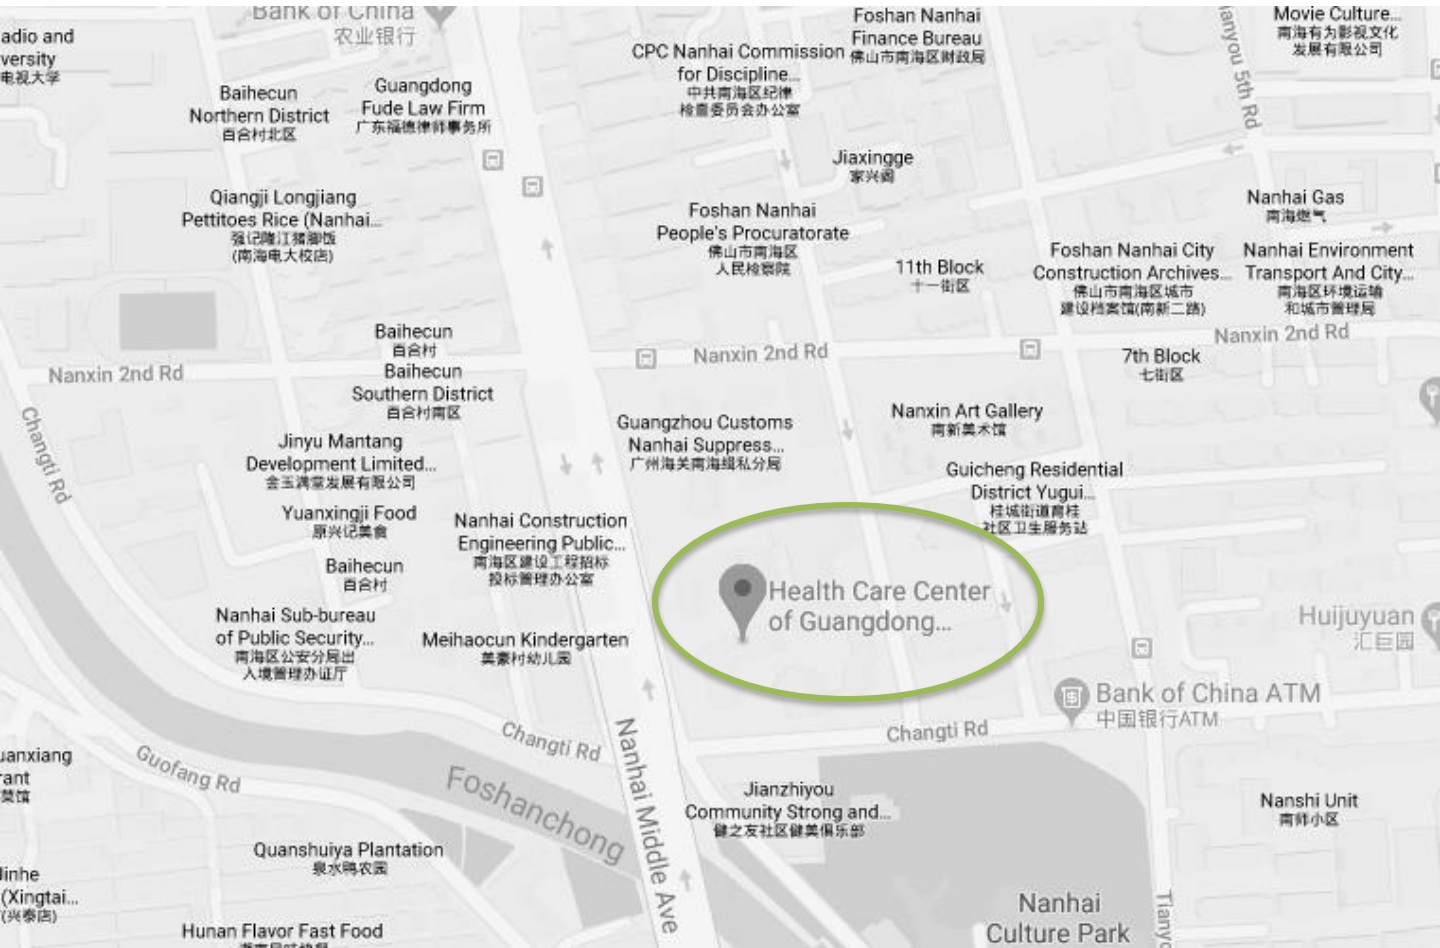 Bank of China
农业银行
adio and
versity
电视大学
Baihecun
Northern District
百合村北区
Guangdong
Fude Law Firm
广东福德律师事务所
CPC Nanhai Commission
for Discipline...
中共南海区纪律
检查委员会办公室
Foshan Nanhai
Finance Bureau
佛山市南海区财政局
ianyou 5th Rd
Movie Culture...
南海有为影视文化
发展有限公司
Jiaxingge
家兴阁
Qiangji Longjiang
Pettitoes Rice (Nanhai...
强记隆江猪脚饭
(南海电大校店)
Foshan Nanhai
People's Procuratorate
佛山市南海区
人民检察院
Nanhai Gas
南海燃气
11th Block
十一街区
Foshan Nanhai City
Construction Archives...
佛山市南海区城市
建设档案馆(南新二路)
Nanhai Environment
Transport And City...
南海区环境运输
和城市管理局
Baihecun
百合村
Nanxin 2nd Rd
Nanxin 2nd Rd
Nanxin 2nd Rd
7th Block
七街区
Baihecun
Southern District
百合村南区
Changti Rd
Guangzhou Customs
Nanhai Suppress...
广州海关南海缉私分局
Nanxin Art Gallery
南新美术馆
Jinyu Mantang
Development Limited...
金玉满堂发展有限公司
Guicheng Residential
District Yugui...
桂城街道育桂
社区卫生服务站
Yuanxingji Food
原兴记美食
Nanhai Construction
Engineering Public...
南海区建设工程招标
投标管理办公室
Baihecun
百合村
Health Care Center
of Guangdong...
Nanhai Sub-bureau
of Public Security...
南海区公安分局出
入境管理办证厅
Meihaocun Kindergarten
美豪村幼儿园
Huijuyuan
汇巨园
Bank of China ATM
中国银行ATM
Changti Rd
Changti Rd
Nanhai Middle Ave
uanxiang
rant
菜馆
Guofang Rd
Foshanchong
Jianzhiyou
Community Strong and...
健之友社区健美俱乐部
Nanshi Unit
南师小区
Quanshuiya Plantation
泉水鸭农园
linhe
(Xingtai...
(兴泰店)
Nanhai
Culture Park
Tianyo
Hunan Flavor Fast Food